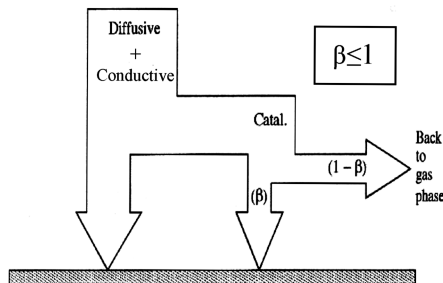 Diffusive
+
Conductive
β≤1
Catal.
Back
to
gas
phase
(1 – β)
(β)